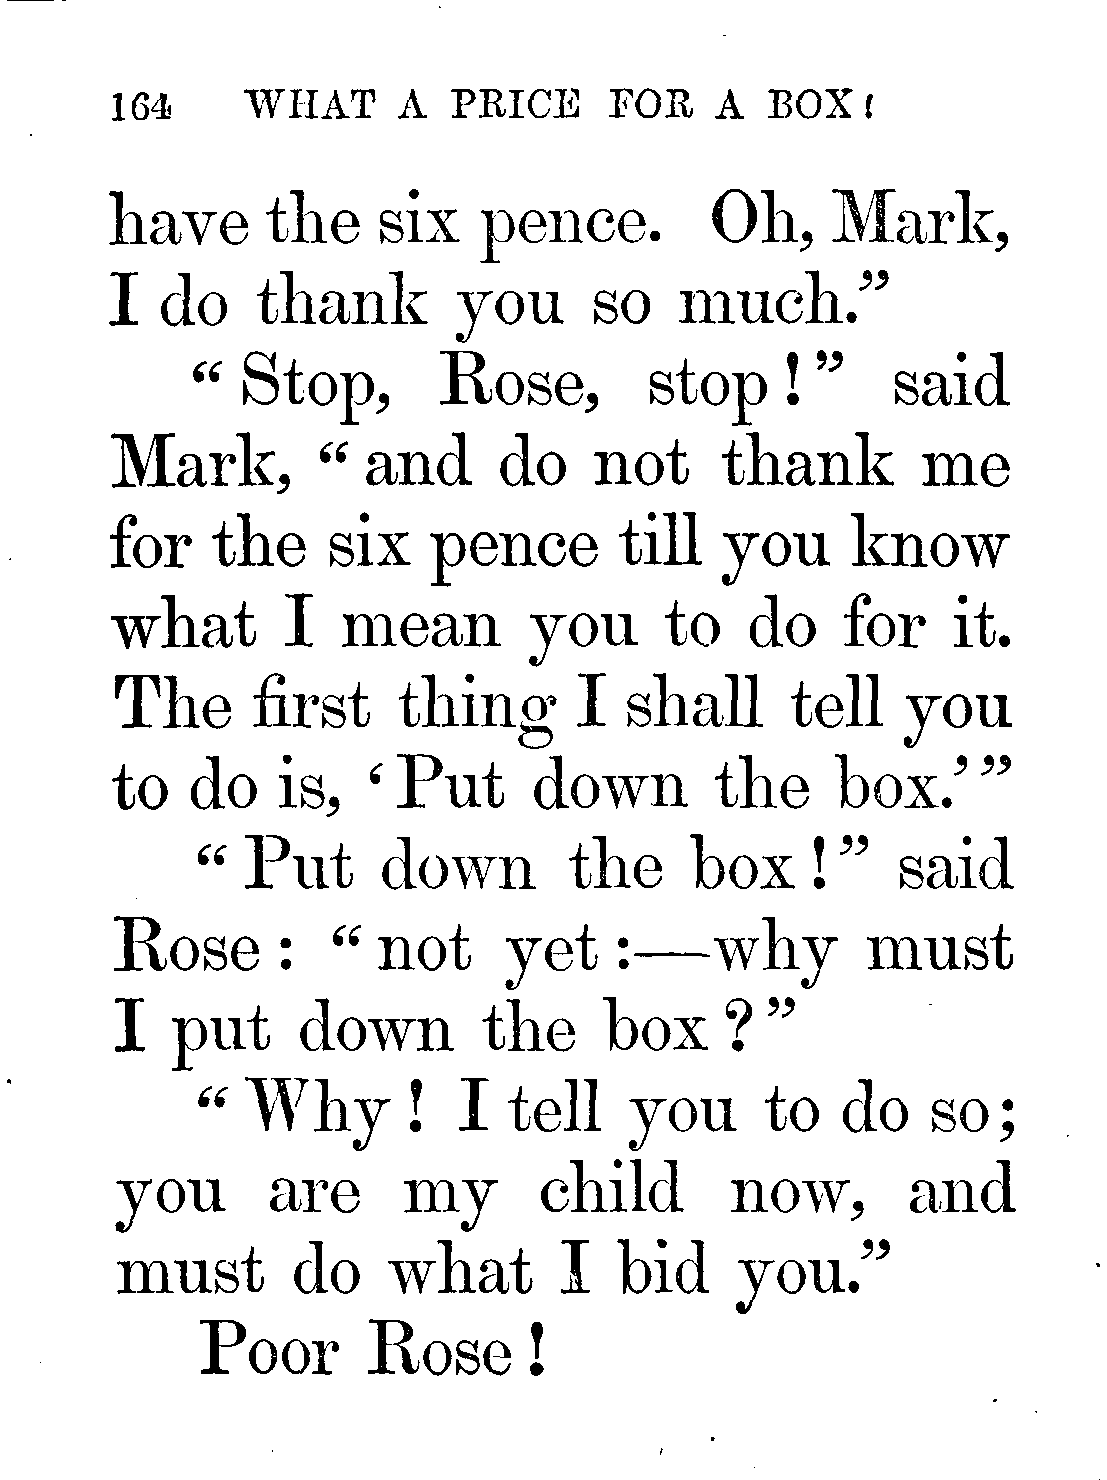 164 WHAT A PRICE FOR A BOX!
have the six pence. Oh, Mark,
I do thank you so much.”
“Stop, Rose, stop!” said
Mark, “and do not thank me
for the six pence till you know
what I mean you to do for it.
The first thing I shall tell you
to do is, ‘Put down the box.’”
“Put down the box!” said
Rose: “not yet:—why must
I put down the box?”
“Why! I tell you to do so;
you are my child now, and
must do what I bid you.”
Poor Rose!